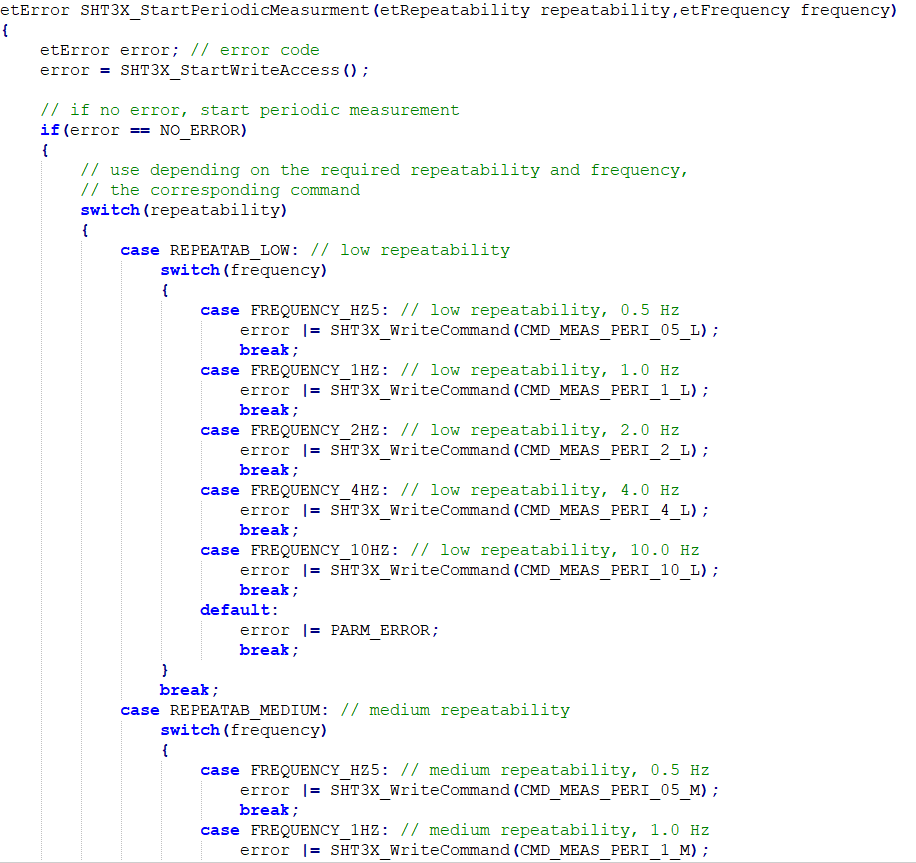 etError SHT3X_StartPeriodicMeasurment(etRepeatability repeatability,etFrequency frequency)
{
    etError error; // error code
    error = SHT3X_StartWriteAccess();

    // if no error, start periodic measurement
    if(error == NO_ERROR)
    {
        // use depending on the required repeatability and frequency,
        // the corresponding command
        switch(repeatability)
        {
            case REPEATAB_LOW: // low repeatability
                switch(frequency)
                {
                    case FREQUENCY_HZ5: // low repeatability, 0.5 Hz
                        error |= SHT3X_WriteCommand(CMD_MEAS_PERI_05_L);
                        break;
                    case FREQUENCY_1HZ: // low repeatability, 1.0 Hz
                        error |= SHT3X_WriteCommand(CMD_MEAS_PERI_1_L);
                        break;
                    case FREQUENCY_2HZ: // low repeatability, 2.0 Hz
                        error |= SHT3X_WriteCommand(CMD_MEAS_PERI_2_L);
                        break;
                    case FREQUENCY_4HZ: // low repeatability, 4.0 Hz
                        error |= SHT3X_WriteCommand(CMD_MEAS_PERI_4_L);
                        break;
                    case FREQUENCY_10HZ: // low repeatability, 10.0 Hz
                        error |= SHT3X_WriteCommand(CMD_MEAS_PERI_10_L);
                        break;
                    default:
                        error |= PARM_ERROR;
                        break;
                }
                break;
            case REPEATAB_MEDIUM: // medium repeatability
                switch(frequency)
                {
                    case FREQUENCY_HZ5: // medium repeatability, 0.5 Hz
                        error |= SHT3X_WriteCommand(CMD_MEAS_PERI_05_M);
                        break;
                    case FREQUENCY_1HZ: // medium repeatability, 1.0 Hz
                        error |= SHT3X_WriteCommand(CMD_MEAS_PERI_1_M);